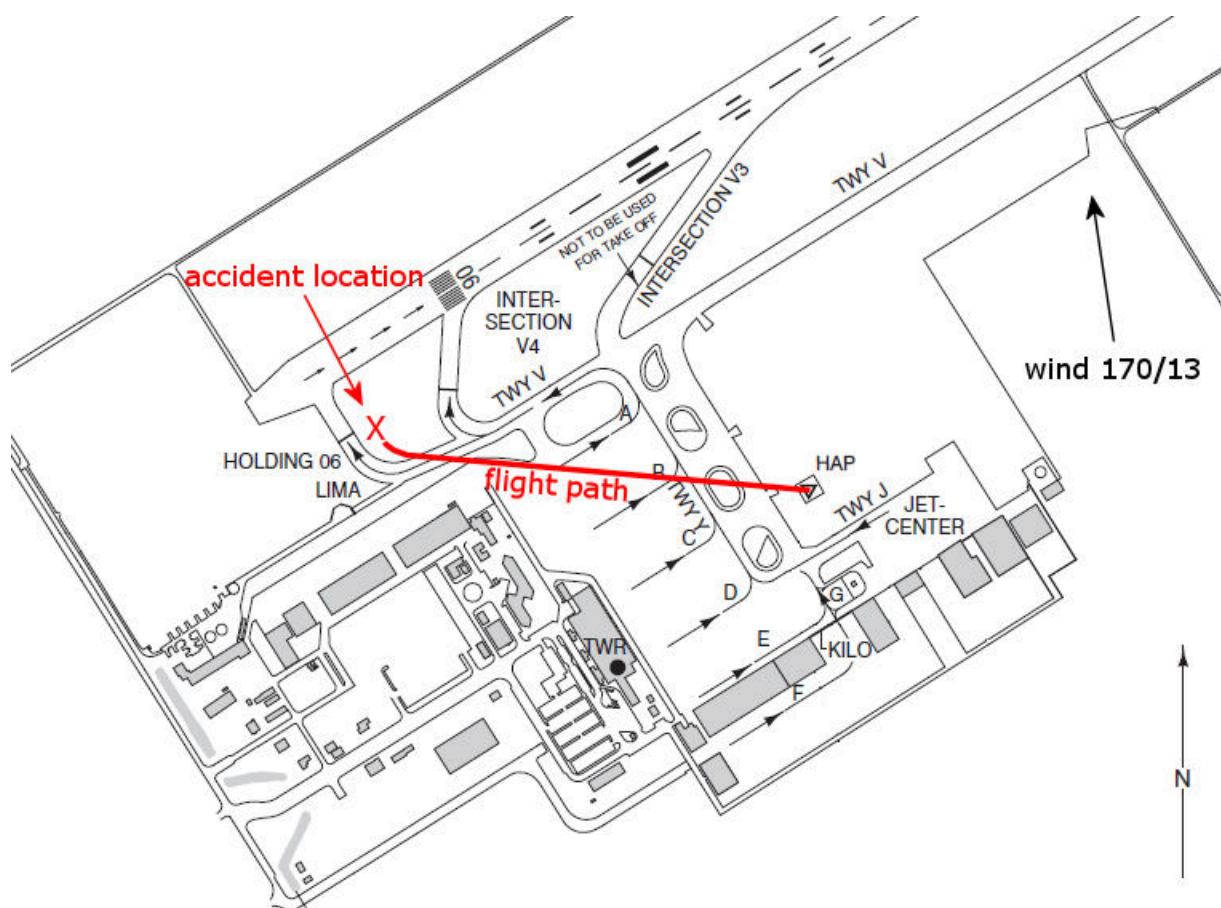 TWY V
INTERSECTION V3
NOT TO BE USED
FOR TAKE OFF
06
accident location
INTER-
SECTION
V4
TWY V
wind 170/13
A
X
HOLDING 06
LIMA
B
flight path
HAP
TWY Y
TWY J
JET-
CENTER
C
D
G
E
KILO
TWR
F
N